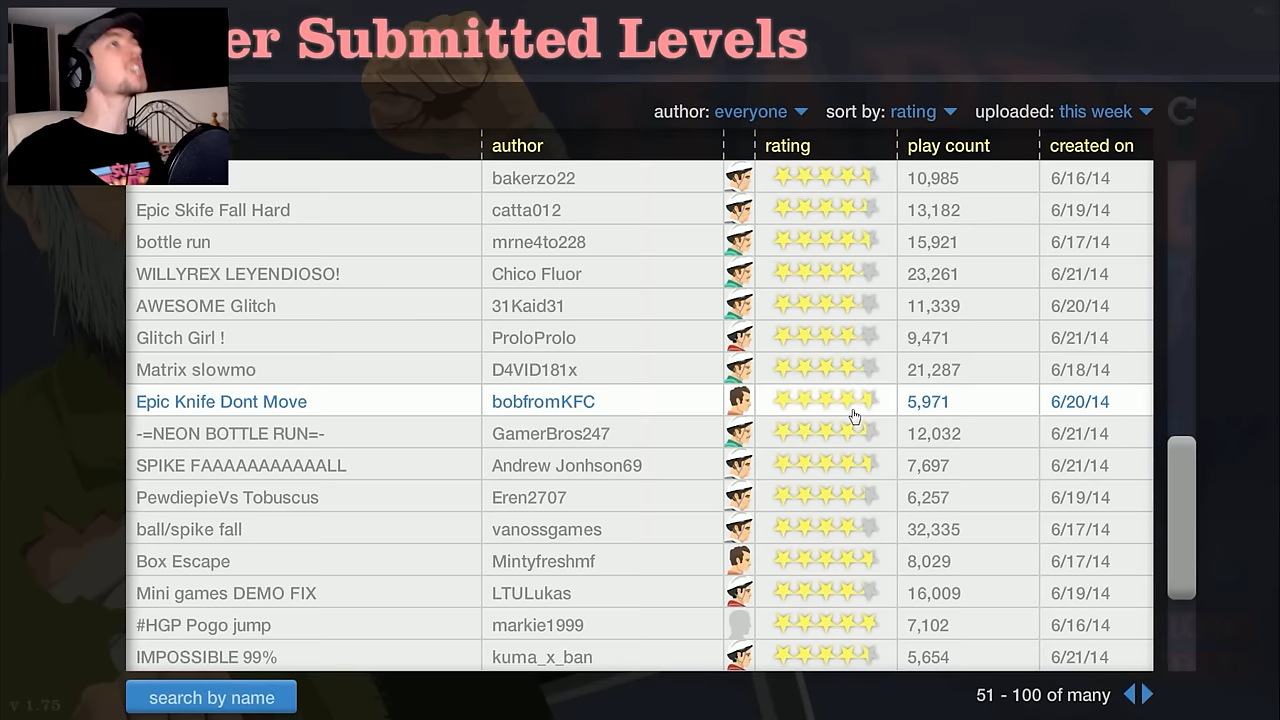 er Submitted Levels
author: everyone sort by: rating uploaded: this week
author rating play count created on
bakerzo22 10,985 6/16/14
Epic Skife Fall Hard catta012 13,182 6/19/14
bottle run mrne4to228 15,921 6/17/14
WILLYREX LEYENDIOSO! Chico Fluor 23,261 6/21/14
AWESOME Glitch 31Kaid31 11,339 6/20/14
Glitch Girl ! ProloProlo 9,471 6/21/14
Matrix slowmo D4VID181x 21,287 6/18/14
Epic Knife Dont Move bobfromKFC 5,971 6/20/14
-=NEON BOTTLE RUN=- GamerBros247 12,032 6/21/14
SPIKE FAAAAAAAAAAALL Andrew Jonhson69 7,697 6/21/14
PewdiepieVs Tobuscus Eren2707 6,257 6/19/14
ball/spike fall vanossgames 32,335 6/17/14
Box Escape Mintyfreshmf 8,029 6/17/14
Mini games DEMO FIX LTULukas 16,009 6/19/14
#HGP Pogo jump markie1999 7,102 6/16/14
IMPOSSIBLE 99% kuma_x_ban 5,654 6/21/14
search by name 51 - 100 of many
v 1.75